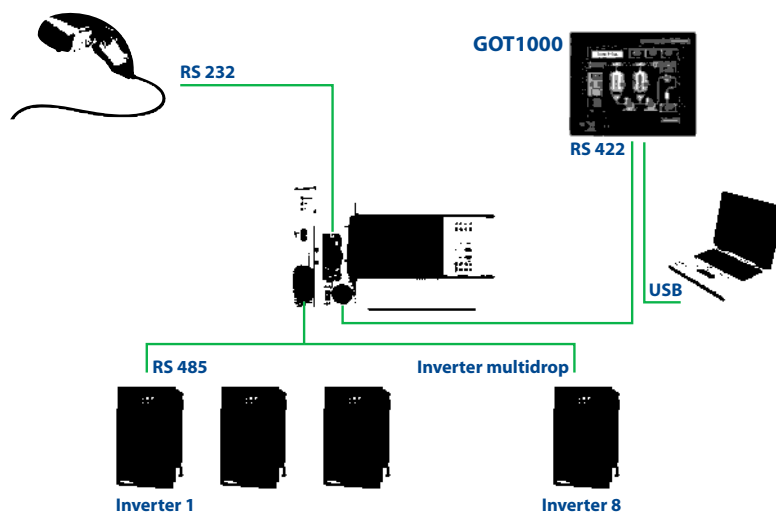 GOT1000
RS 232
RS 422
USB
RS 485
Inverter multidrop
Inverter 1
Inverter 8